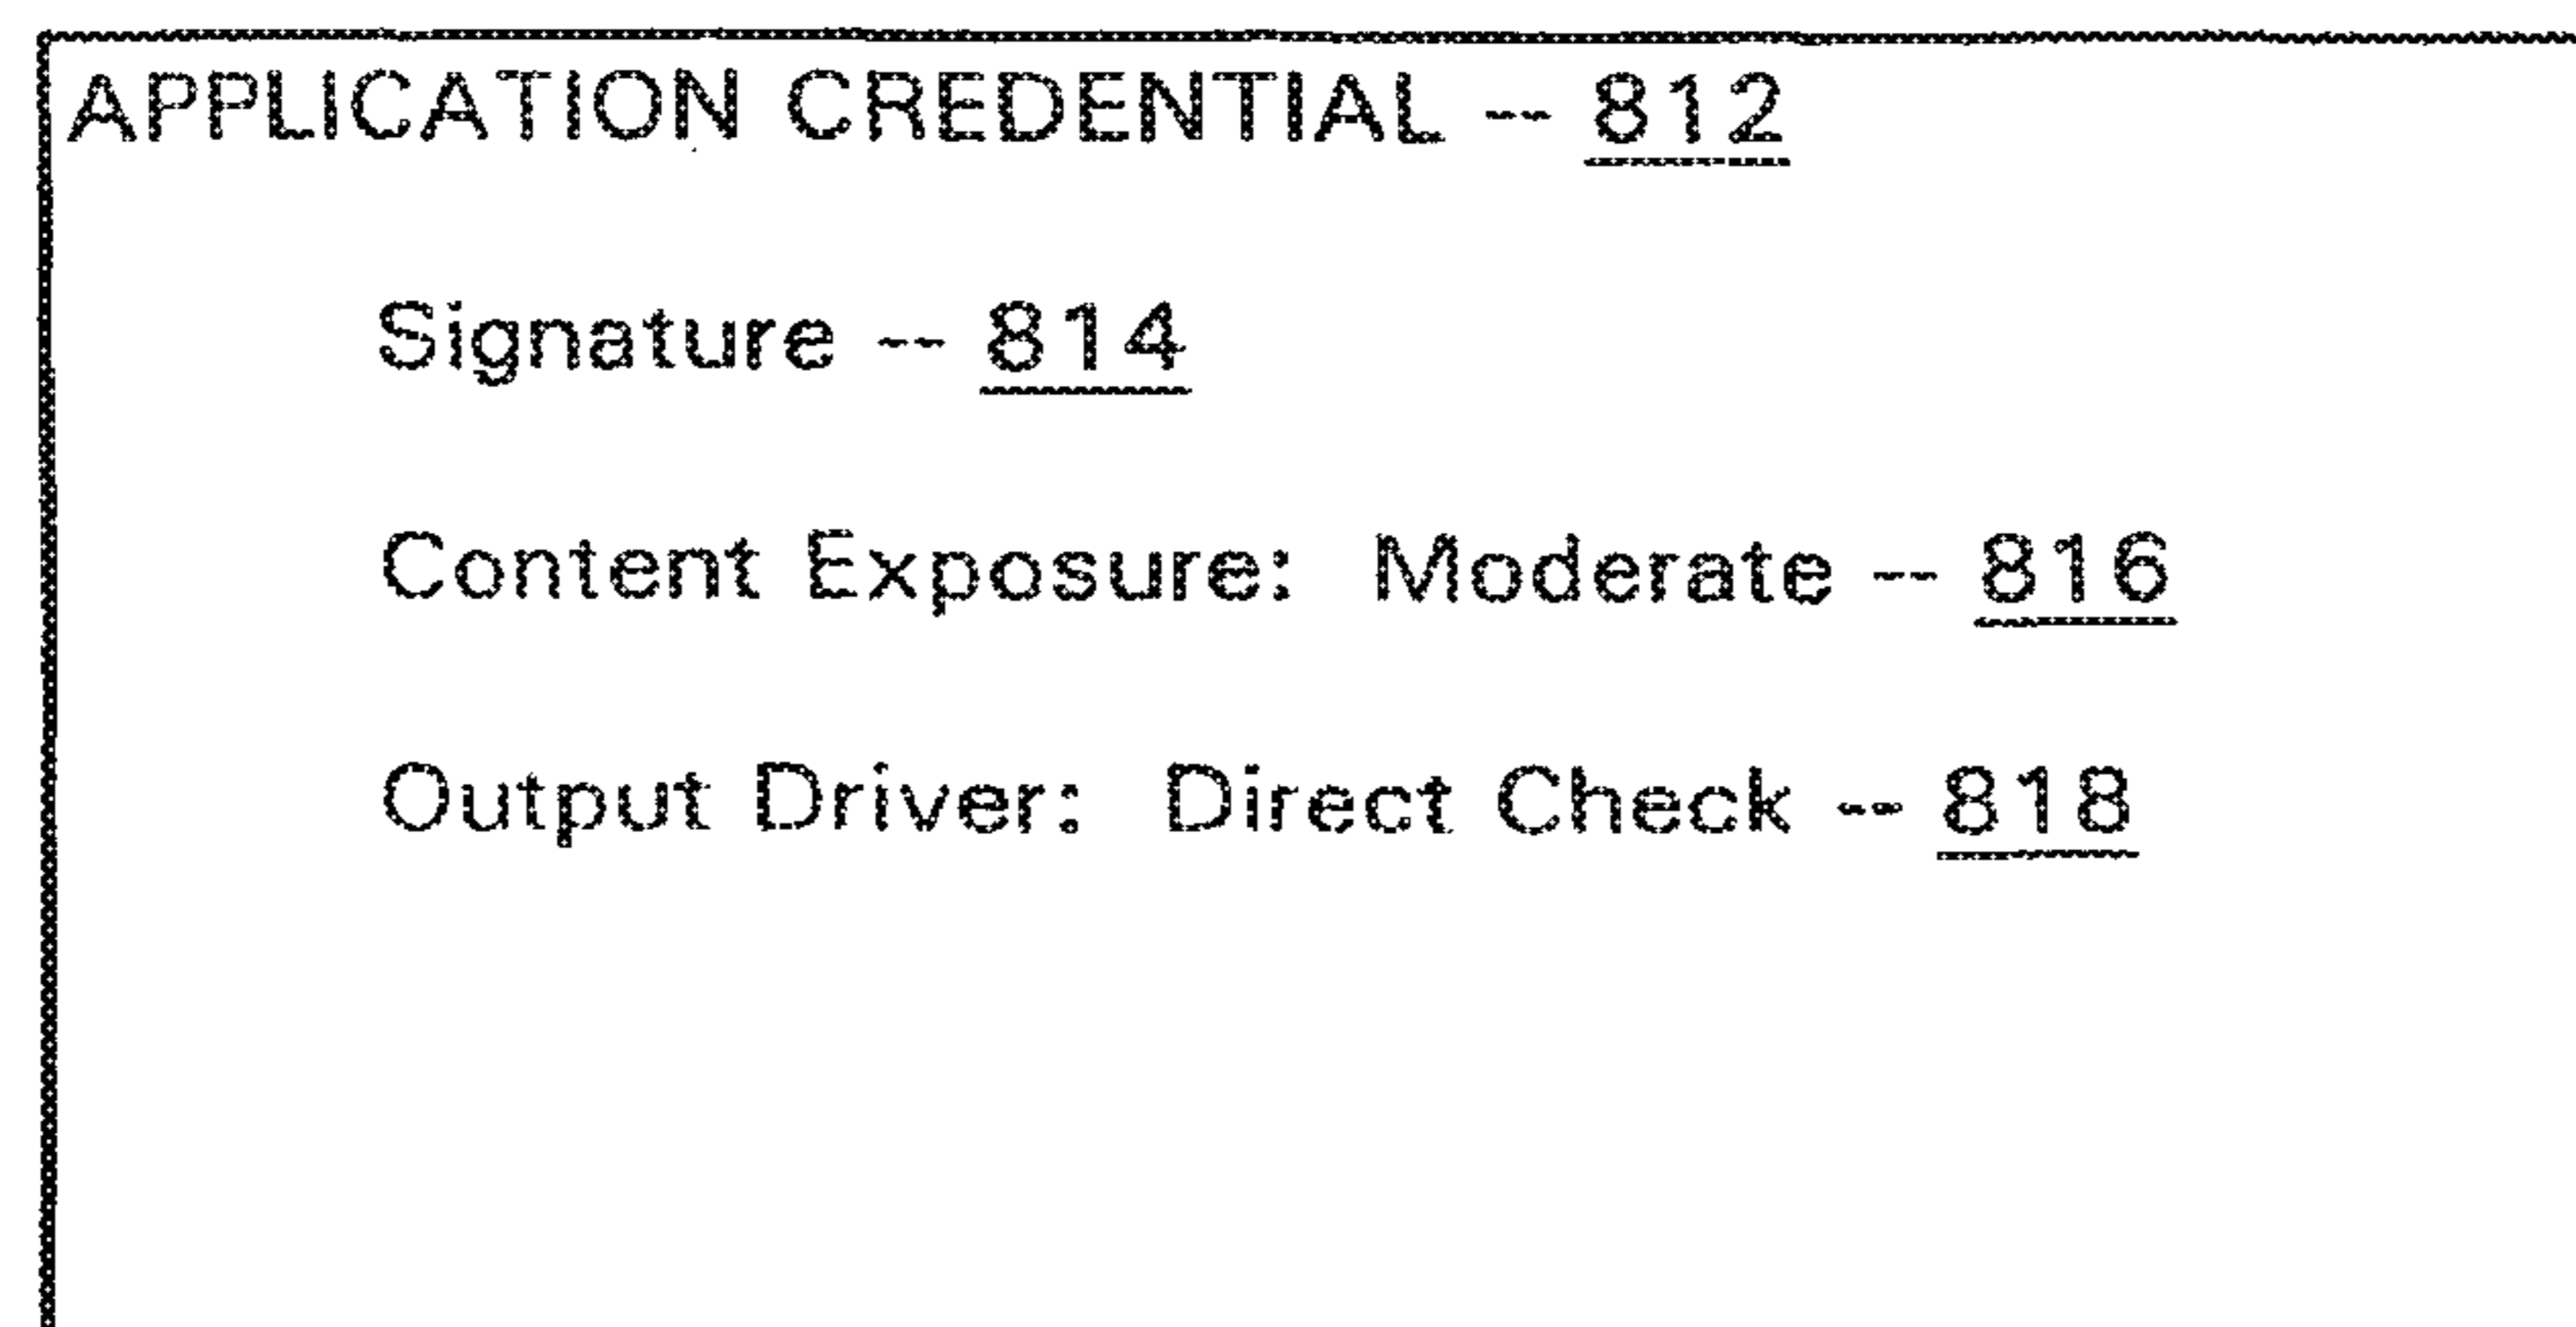 APPLICATION CREDENTIAL -- 812
Signature -- 814
Content Exposure: Moderate -- 816
Output Driver: Direct Check -- 818